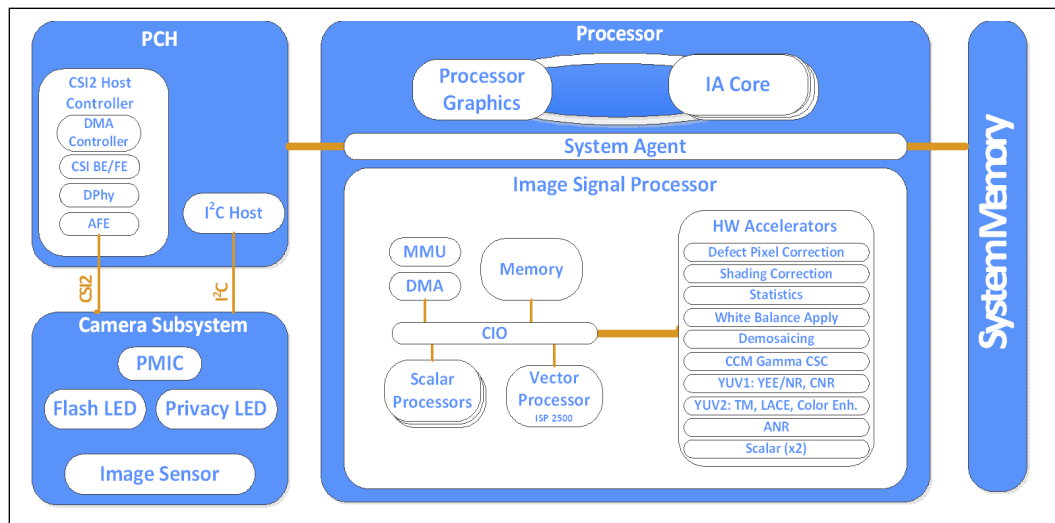 PCH
CSI2 Host
Controller
DMA
Controller
CSI BE/FE
DPhy
AFE
I²C Host
CSI2
I²C
Camera Subsystem
PMIC
Flash LED
Privacy LED
Image Sensor
Processor
Processor
Graphics
IA Core
System Agent
Image Signal Processor
MMU
DMA
Memory
CIO
Scalar
Processors
Vector
Processor
ISP 2500
HW Accelerators
Defect Pixel Correction
Shading Correction
Statistics
White Balance Apply
Demosaicing
CCM Gamma CSC
YUV1: YEE/NR, CNR
YUV2: TM, LACE, Color Enh.
ANR
Scalar (x2)
System Memory